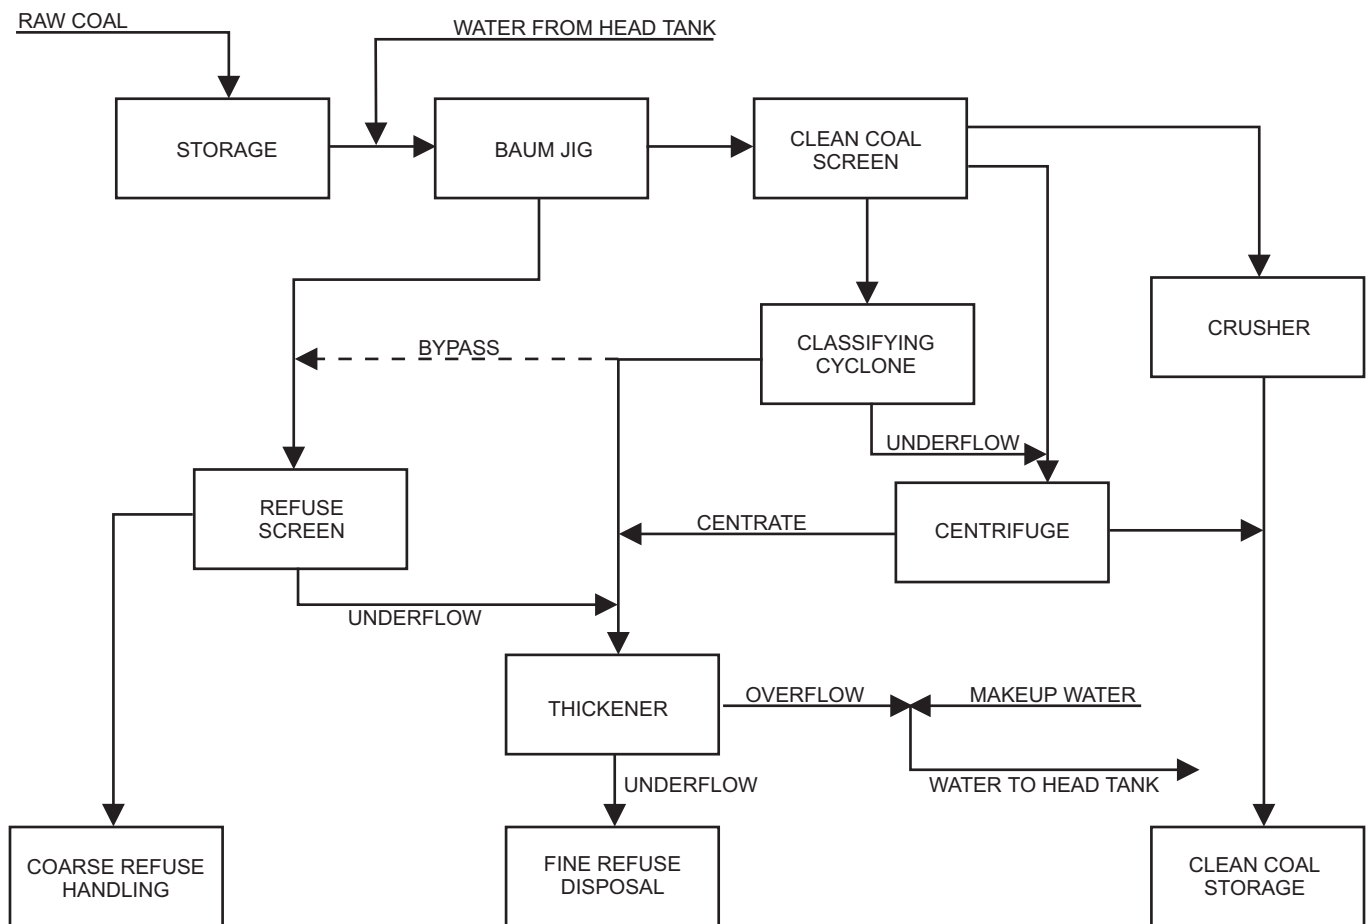 RAW COAL
WATER FROM HEAD TANK
STORAGE
BAUM JIG
CLEAN COAL
SCREEN
CRUSHER
CLASSIFYING
CYCLONE
BYPASS
UNDERFLOW
REFUSE
SCREEN
CENTRATE
CENTRIFUGE
UNDERFLOW
THICKENER
OVERFLOW
MAKEUP WATER
UNDERFLOW
WATER TO HEAD TANK
COARSE REFUSE
HANDLING
FINE REFUSE
DISPOSAL
CLEAN COAL
STORAGE